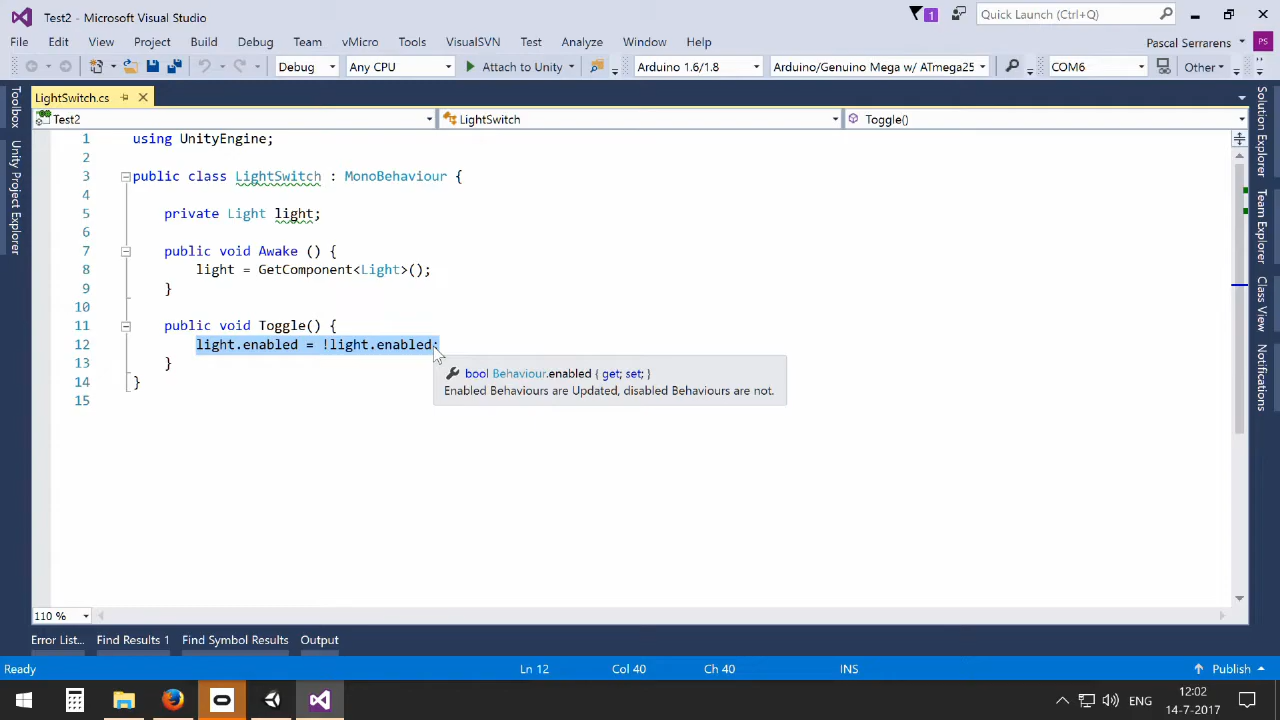 Test2 - Microsoft Visual Studio
1
Quick Launch (Ctrl+Q)
File Edit View Project Build Debug Team vMicro Tools VisualSVN Test Analyze Window Help
Pascal Serrarens
PS
Debug Any CPU Attach to Unity Arduino 1.6/1.8 Arduino/Genuino Mega w/ ATmega25 COM6 Other
Toolbox
Unity Project Explorer
LightSwitch.cs
Test2 LightSwitch Toggle()
1 using UnityEngine;
2
3 public class LightSwitch : MonoBehaviour {
4
5 private Light light;
6
7 public void Awake () {
8 light = GetComponent<Light>();
9 }
10
11 public void Toggle() {
12 light.enabled = !light.enabled;
13 }
14 }
15
bool Behaviour.enabled { get; set; }
Enabled Behaviours are Updated, disabled Behaviours are not.
Solution Explorer
Team Explorer
Class View
Notifications
110 %
Error List... Find Results 1 Find Symbol Results Output
Ready Ln 12 Col 40 Ch 40 INS Publish
ENG
12:02
14-7-2017